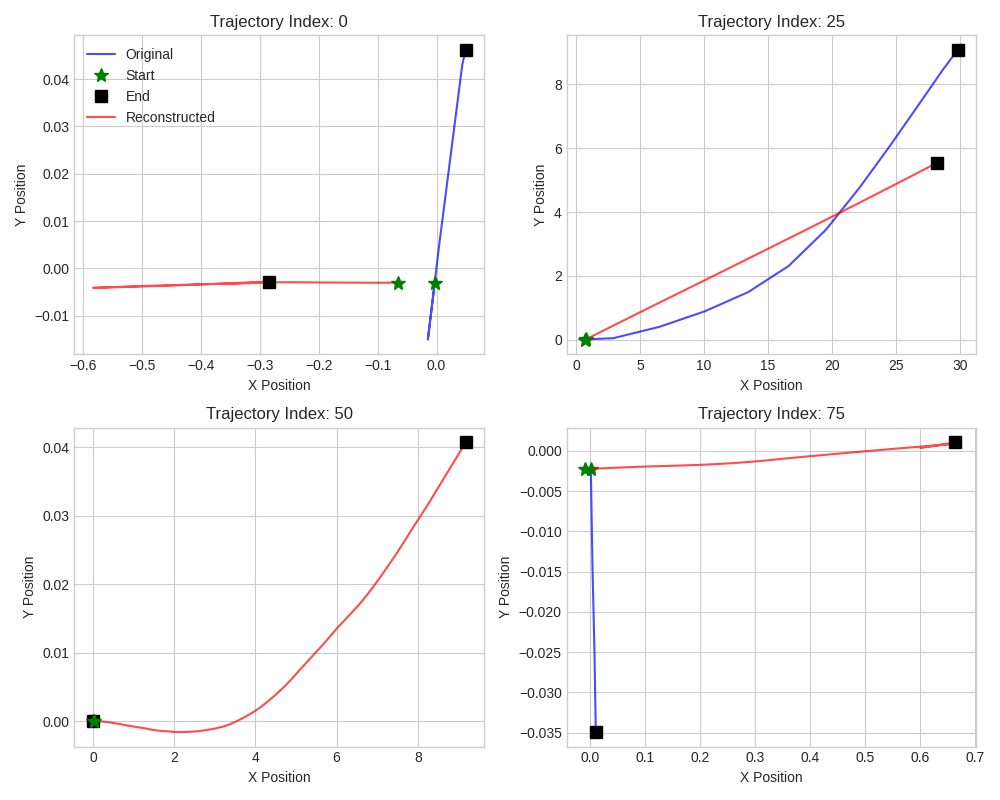 Trajectory Index: 0
Original
Start
End
Reconstructed
0.04
0.03
0.02
0.01
0.00
−0.01
Y Position
−0.6 −0.5 −0.4 −0.3 −0.2 −0.1 0.0
X Position
Trajectory Index: 25
8
6
4
2
0
Y Position
0 5 10 15 20 25 30
X Position
Trajectory Index: 50
0.04
0.03
0.02
0.01
0.00
Y Position
0 2 4 6 8
X Position
Trajectory Index: 75
0.000
−0.005
−0.010
−0.015
−0.020
−0.025
−0.030
−0.035
Y Position
0.0 0.1 0.2 0.3 0.4 0.5 0.6 0.7
X Position